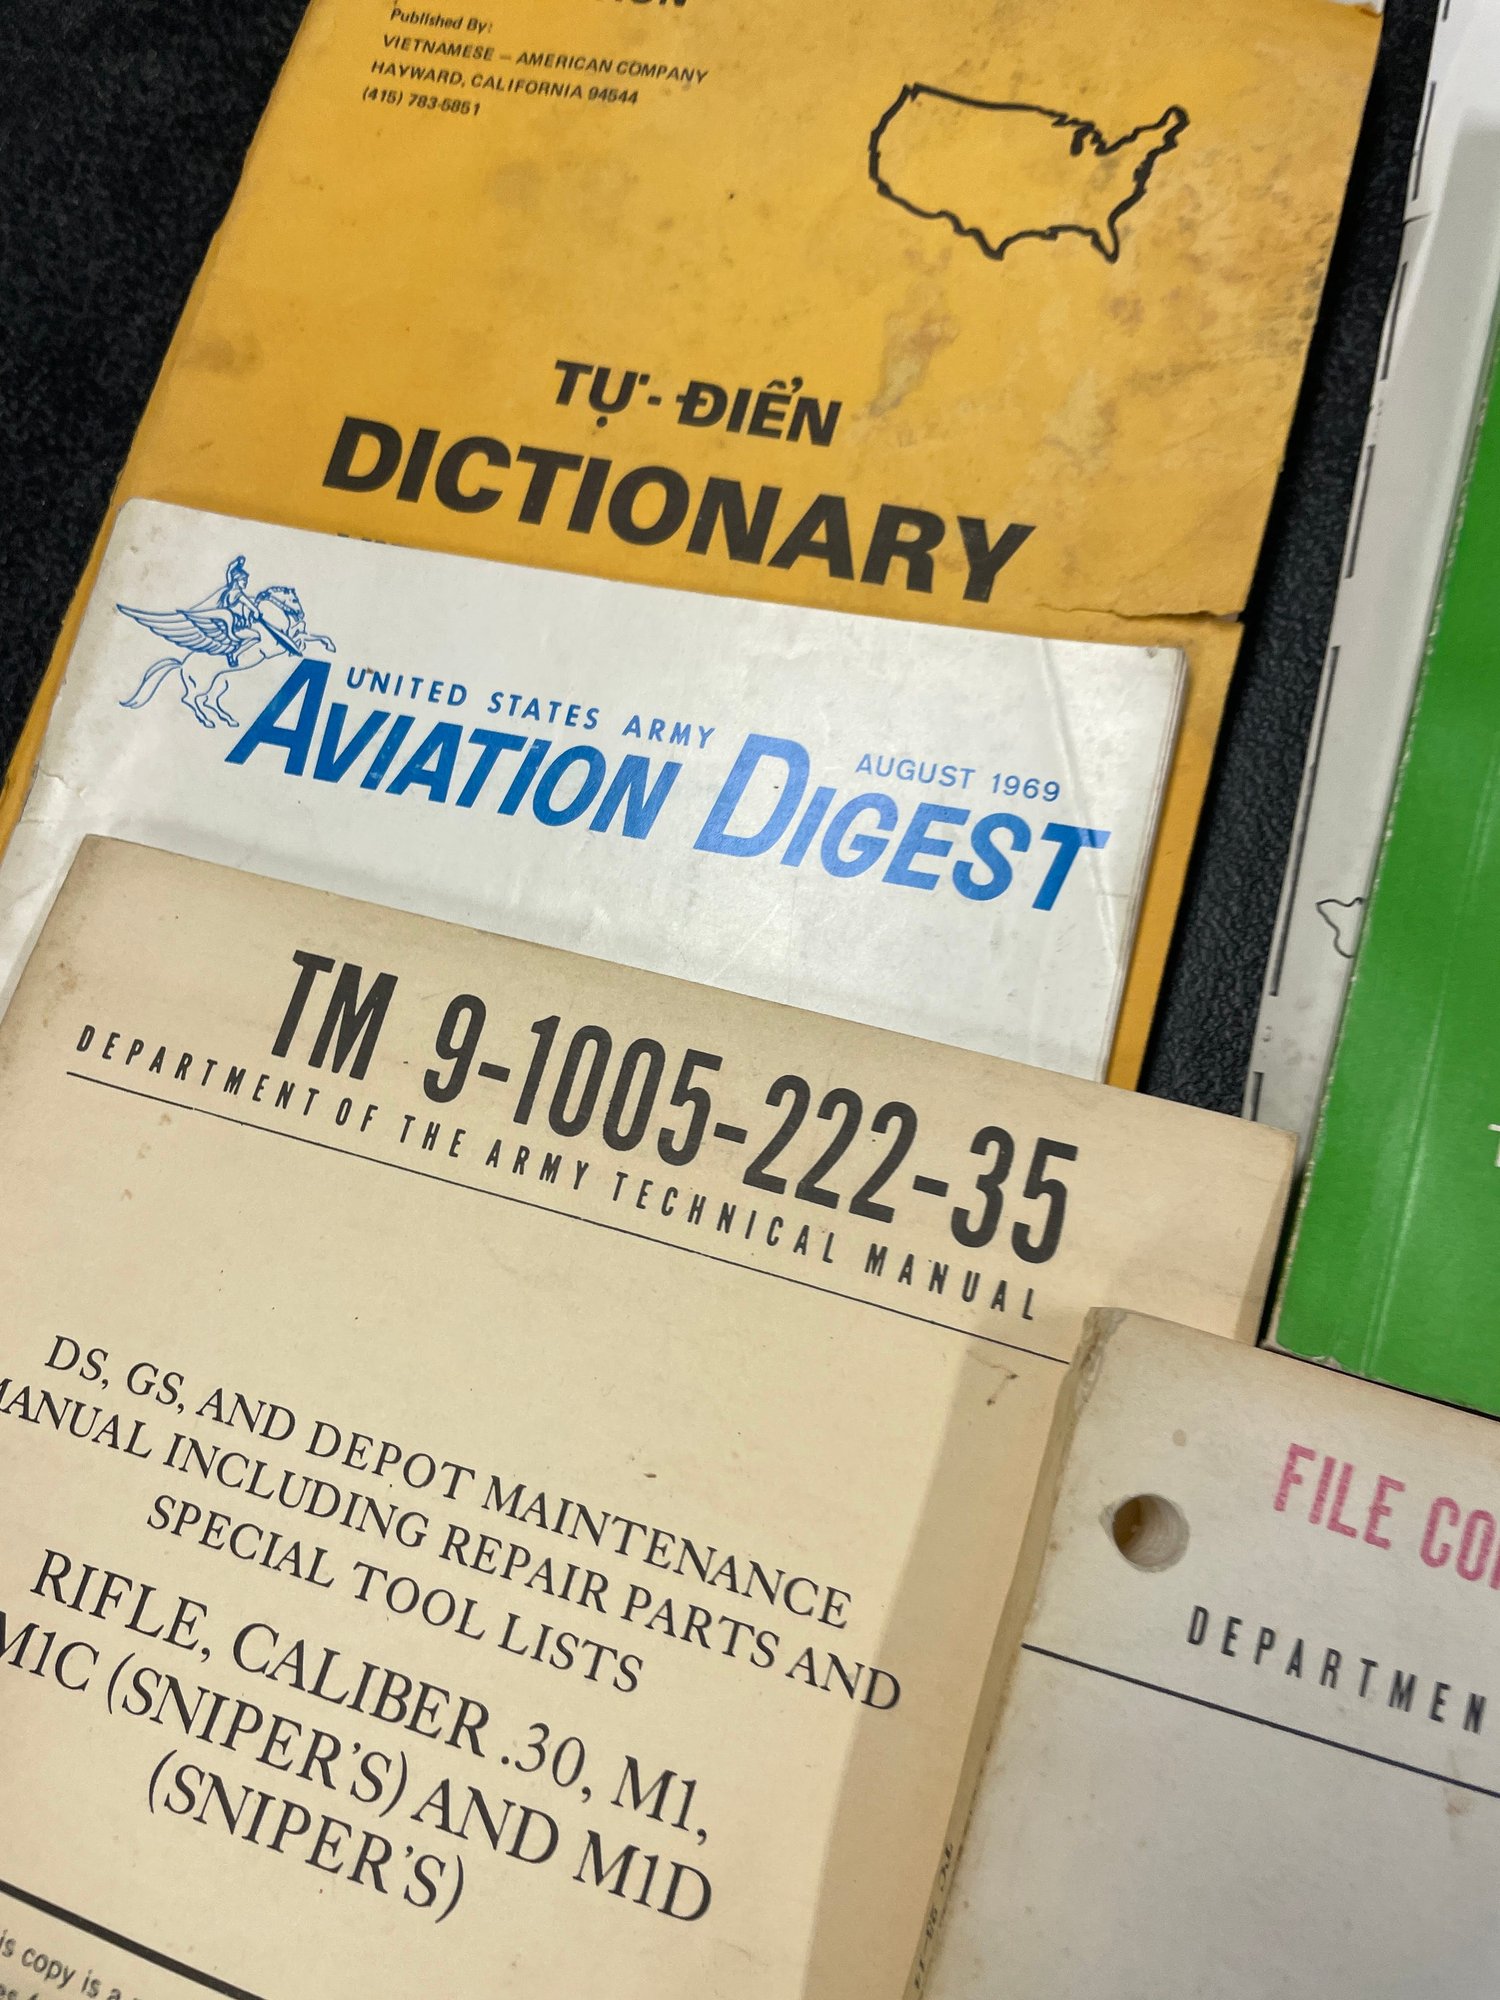 Published By:
VIETNAMESE – AMERICAN COMPANY
HAYWARD, CALIFORNIA 94544
(415) 783-5851
TỰ - ĐIỂN
DICTIONARY
UNITED STATES ARMY
AUGUST 1969
AVIATION DIGEST
TM 9-1005-222-35
DEPARTMENT OF THE ARMY TECHNICAL MANUAL
DS, GS, AND DEPOT MAINTENANCE
MANUAL INCLUDING REPAIR PARTS AND
SPECIAL TOOL LISTS
RIFLE, CALIBER .30, M1,
M1C (SNIPER'S) AND M1D
(SNIPER'S)
copy is a
FILE